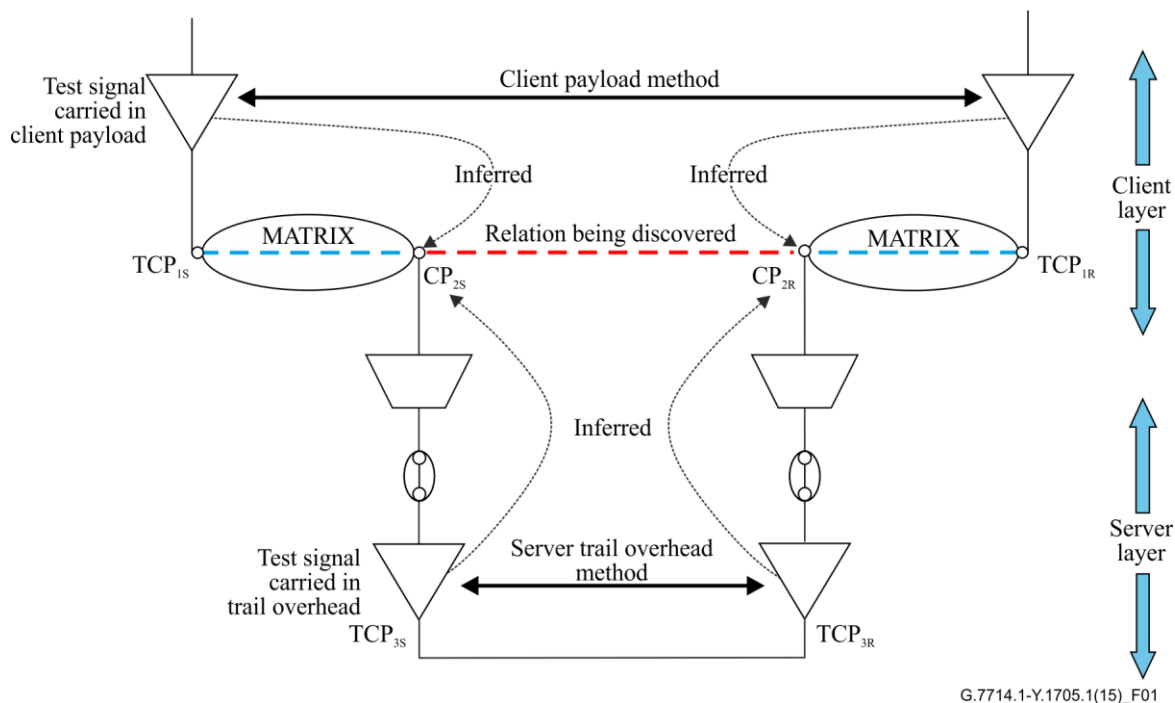 Test signal
carried in
client payload
Client payload method
Inferred
Inferred
Client
layer
MATRIX
Relation being discovered
MATRIX
TCP1S
CP2S
CP2R
TCP1R
Inferred
Test signal
carried in
trail overhead
Server trail overhead
method
Server
layer
TCP3S
TCP3R
G.7714.1-Y.1705.1(15)_F01